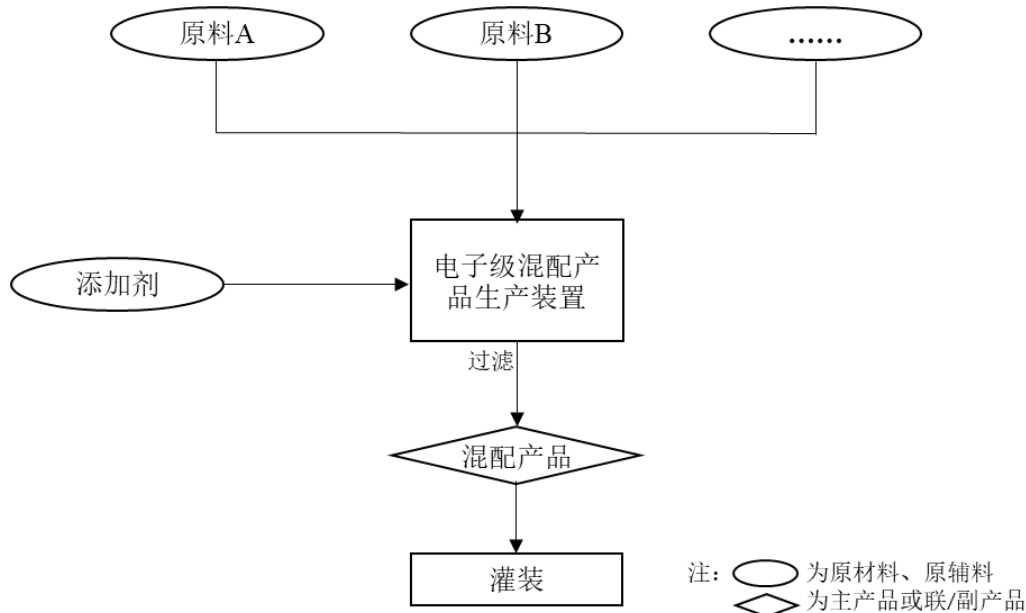 原料A
原料B
……
添加剂
电子级混配产
品生产装置
过滤
混配产品
灌装
注：
为原材料、原辅料
为主产品或联/副产品